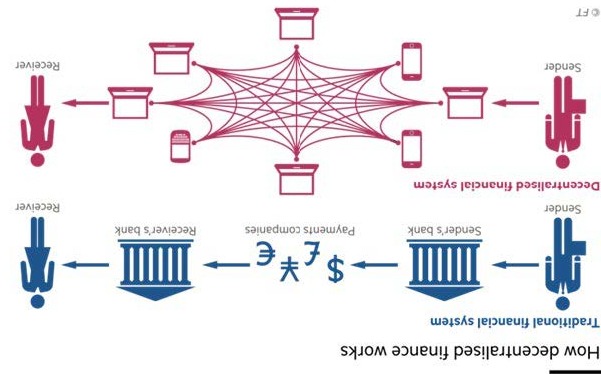 How decentralised finance works
Traditional financial system
$ £ ¥ €
Sender's bank
Payments companies
Receiver's bank
Sender
Receiver
Decentralised financial system
Sender
Receiver
© FT